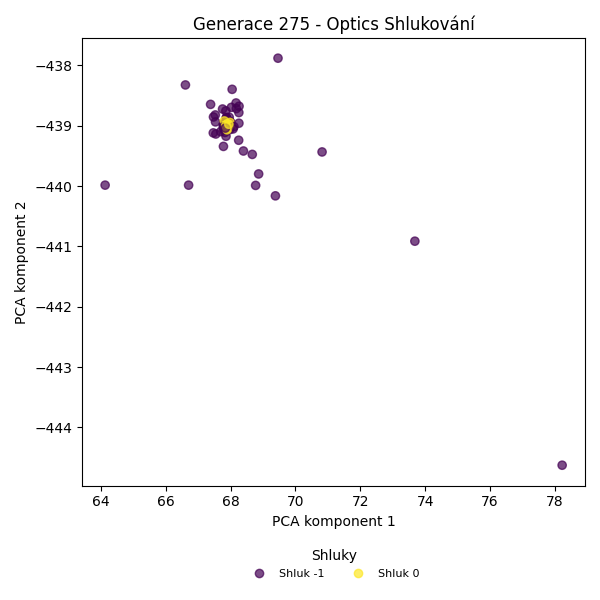 Generace 275 - Optics Shlukování
PCA komponent 2
−438
−439
−440
−441
−442
−443
−444
64 66 68 70 72 74 76 78
PCA komponent 1
Shluky
Shluk -1 Shluk 0